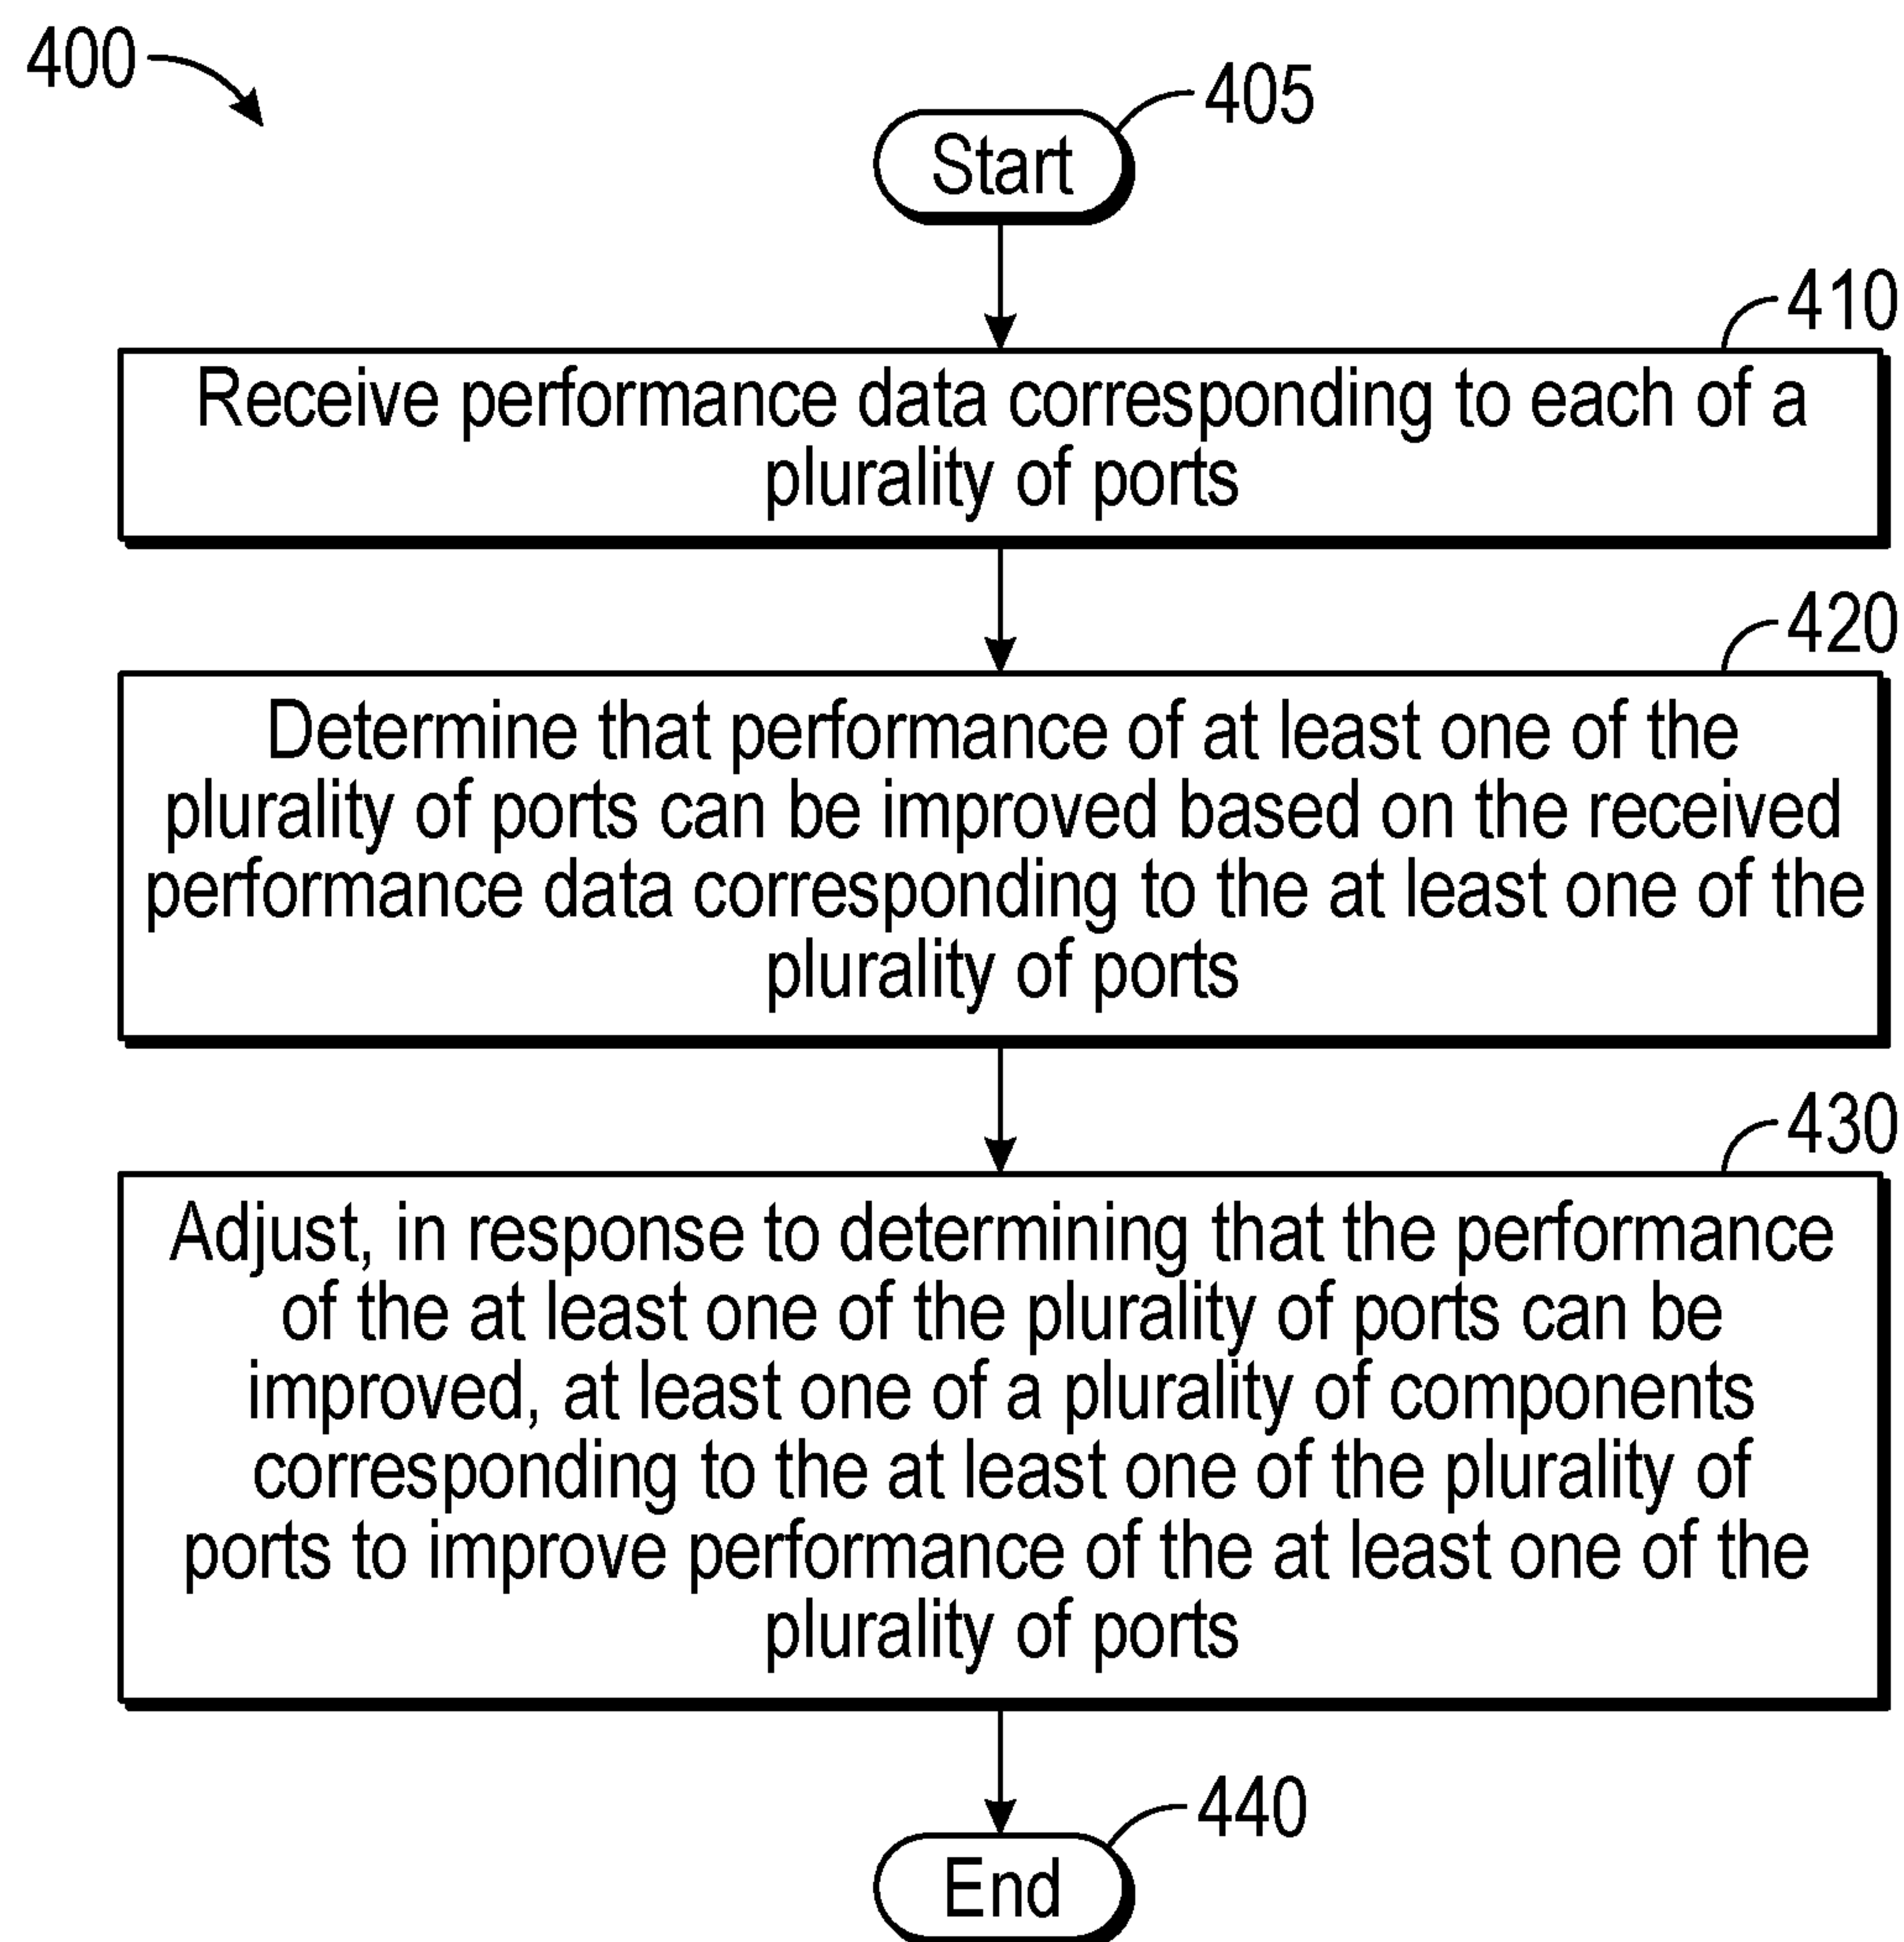 400
405
Start
410
Receive performance data corresponding to each of a
plurality of ports
420
Determine that performance of at least one of the
plurality of ports can be improved based on the received
performance data corresponding to the at least one of the
plurality of ports
430
Adjust, in response to determining that the performance
of the at least one of the plurality of ports can be
improved, at least one of a plurality of components
corresponding to the at least one of the plurality of
ports to improve performance of the at least one of the
plurality of ports
440
End